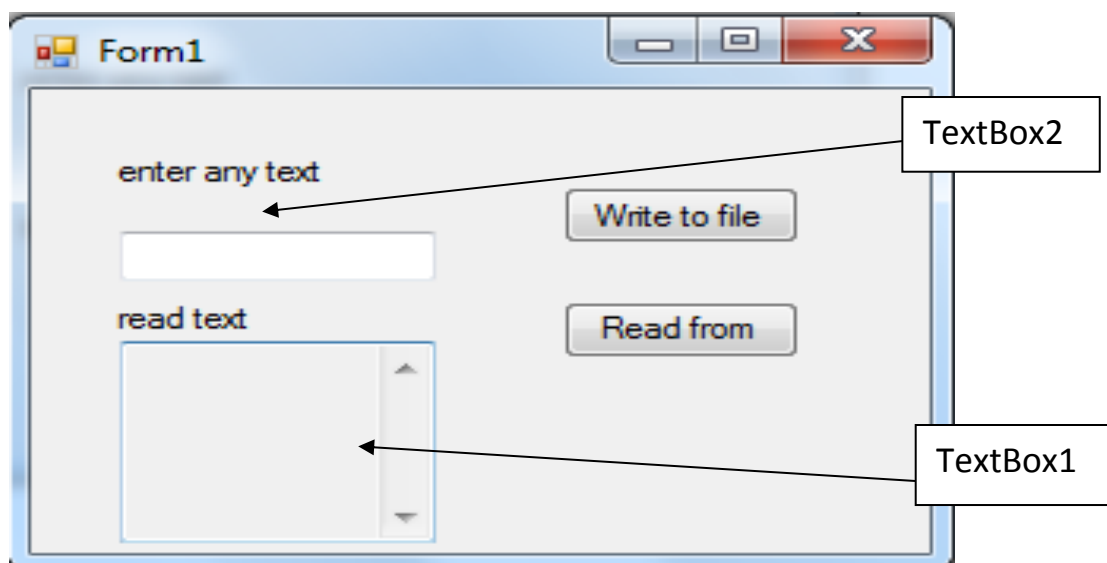 Form1
TextBox2
enter any text
Write to file
read text
Read from
TextBox1